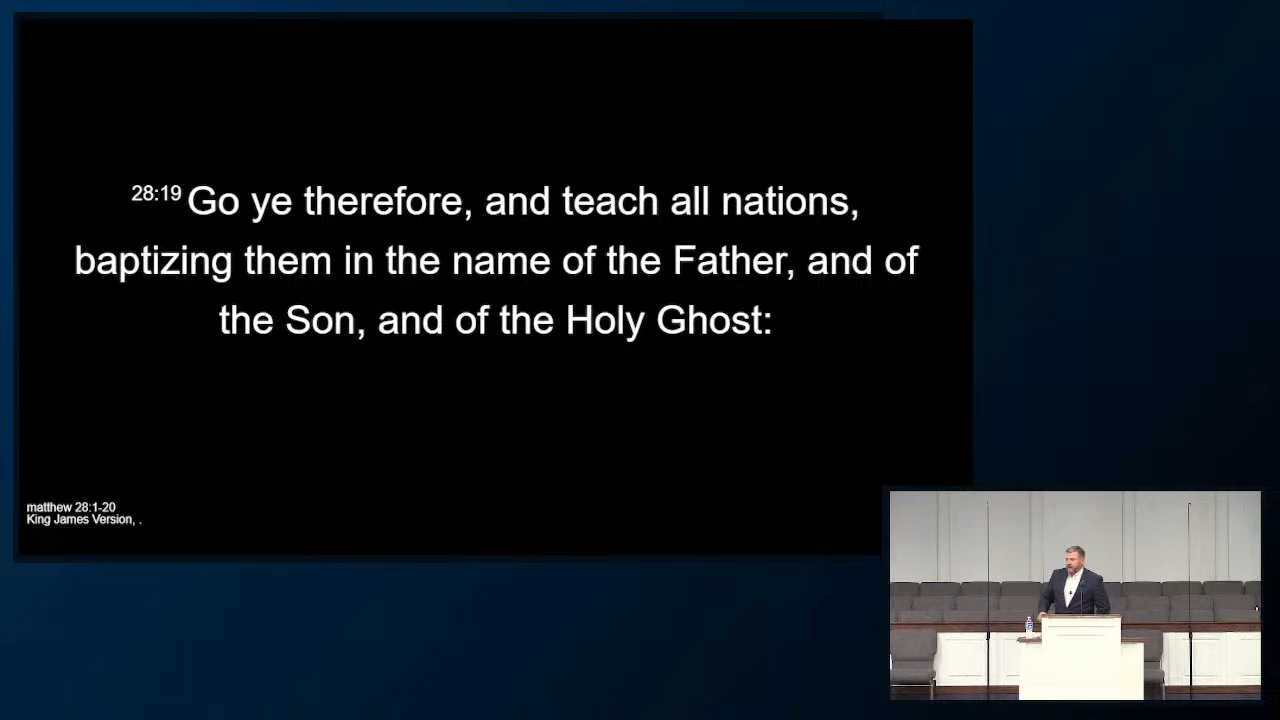 28:19 Go ye therefore, and teach all nations,
baptizing them in the name of the Father, and of
the Son, and of the Holy Ghost:
matthew 28:1-20
King James Version, .